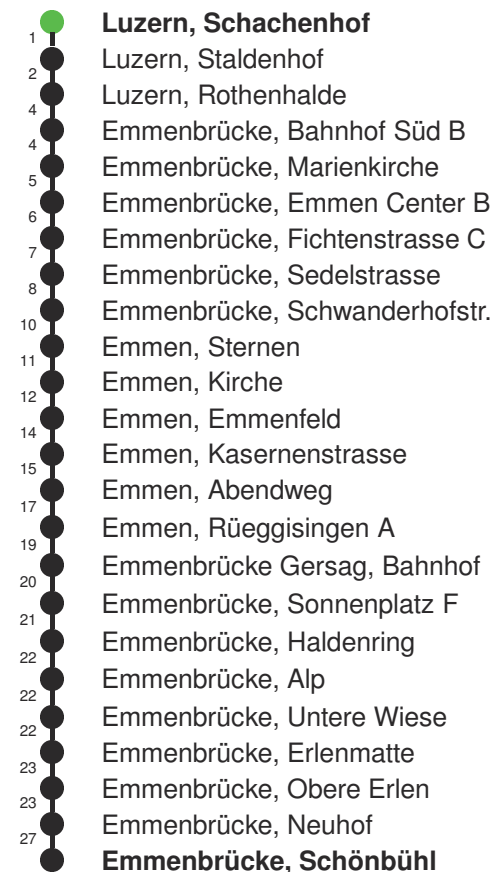 Luzern, Schachenhof
1
Luzern, Staldenhof
2
Luzern, Rothenhalde
4
Emmenbrücke, Bahnhof Süd B
4
Emmenbrücke, Marienkirche
5
Emmenbrücke, Emmen Center B
6
Emmenbrücke, Fichtenstrasse C
7
Emmenbrücke, Sedelstrasse
8
Emmenbrücke, Schwanderhofstr.
10
Emmen, Sternen
11
Emmen, Kirche
12
Emmen, Emmenfeld
14
Emmen, Kasernenstrasse
15
Emmen, Abendweg
17
Emmen, Rüeggisingen A
19
Emmenbrücke Gersag, Bahnhof
20
Emmenbrücke, Sonnenplatz F
21
Emmenbrücke, Haldenring
22
Emmenbrücke, Alp
22
Emmenbrücke, Untere Wiese
22
Emmenbrücke, Erlenmatte
23
Emmenbrücke, Obere Erlen
23
Emmenbrücke, Neuhof
27
Emmenbrücke, Schönbühl